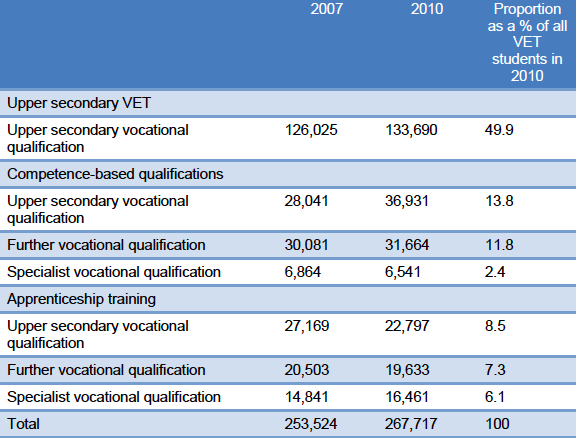 2007 2010 Proportion
as a % of all
VET
students in
2010
Upper secondary VET
Upper secondary vocational 126,025 133,690 49.9
qualification
Competence-based qualifications
Upper secondary vocational 28,041 36,931 13.8
qualification
Further vocational qualification 30,081 31,664 11.8
Specialist vocational qualification 6,864 6,541 2.4
Apprenticeship training
Upper secondary vocational 27,169 22,797 8.5
qualification
Further vocational qualification 20,503 19,633 7.3
Specialist vocational qualification 14,841 16,461 6.1
Total 253,524 267,717 100